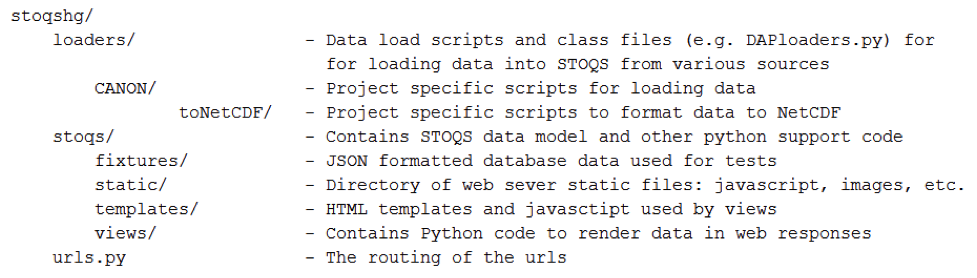 stoqshg/
loaders/ - Data load scripts and class files (e.g. DAPloaders.py) for
for loading data into STOQS from various sources
CANON/ - Project specific scripts for loading data
toNetCDF/ - Project specific scripts to format data to NetCDF
stoqs/ - Contains STOQS data model and other python support code
fixtures/ - JSON formatted database data used for tests
static/ - Directory of web sever static files: javascript, images, etc.
templates/ - HTML templates and javasctipt used by views
views/ - Contains Python code to render data in web responses
urls.py - The routing of the urls